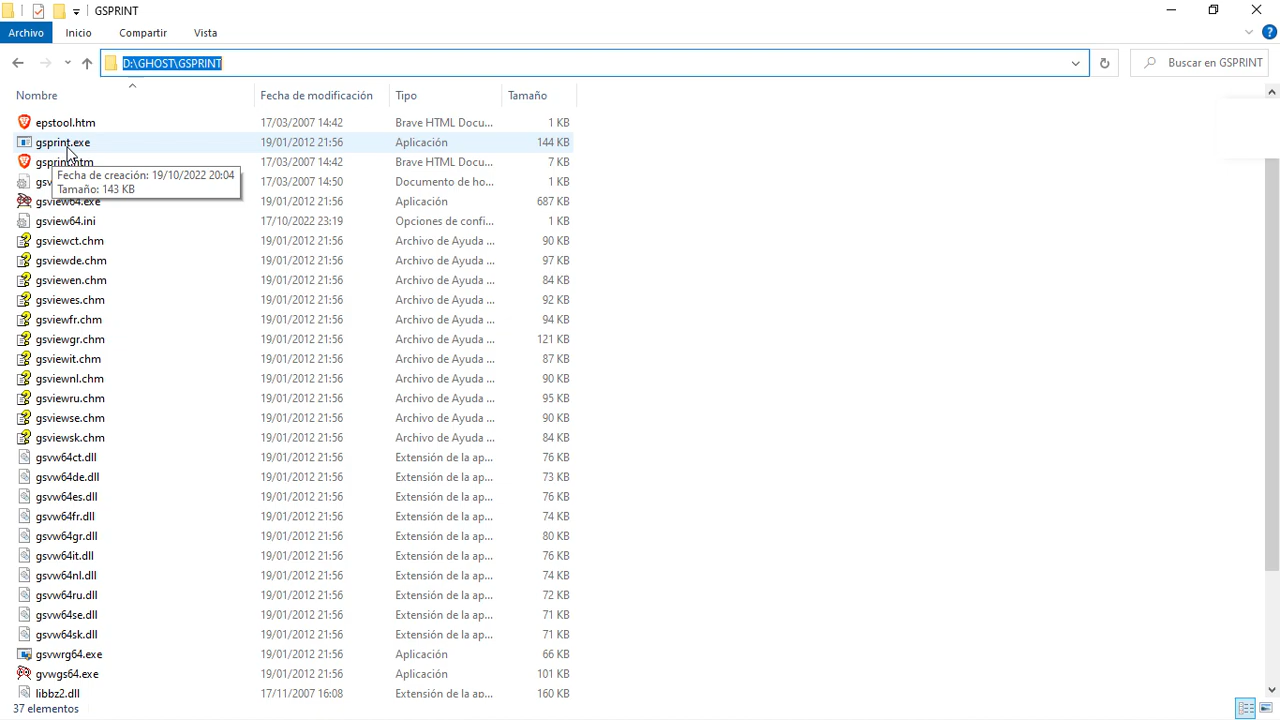 GSPRINT
Archivo Inicio Compartir Vista
D:\GHOST\GSPRINT Buscar en GSPRINT
Nombre Fecha de modificación Tipo Tamaño
epstool.htm 17/03/2007 14:42 Brave HTML Docu... 1 KB
gsprint.exe 19/01/2012 21:56 Aplicación 144 KB
gsprint.htm 17/03/2007 14:42 Brave HTML Docu... 7 KB
Fecha de creación: 19/10/2022 20:04
Tamaño: 143 KB
17/03/2007 14:50 Documento de ho... 1 KB
gsview64.exe 19/01/2012 21:56 Aplicación 687 KB
gsview64.ini 17/10/2022 23:19 Opciones de confi... 1 KB
gsviewct.chm 19/01/2012 21:56 Archivo de Ayuda ... 90 KB
gsviewde.chm 19/01/2012 21:56 Archivo de Ayuda ... 97 KB
gsviewen.chm 19/01/2012 21:56 Archivo de Ayuda ... 84 KB
gsviewes.chm 19/01/2012 21:56 Archivo de Ayuda ... 92 KB
gsviewfr.chm 19/01/2012 21:56 Archivo de Ayuda ... 94 KB
gsviewgr.chm 19/01/2012 21:56 Archivo de Ayuda ... 121 KB
gsviewit.chm 19/01/2012 21:56 Archivo de Ayuda ... 87 KB
gsviewnl.chm 19/01/2012 21:56 Archivo de Ayuda ... 90 KB
gsviewru.chm 19/01/2012 21:56 Archivo de Ayuda ... 95 KB
gsviewse.chm 19/01/2012 21:56 Archivo de Ayuda ... 90 KB
gsviewsk.chm 19/01/2012 21:56 Archivo de Ayuda ... 84 KB
gsvw64ct.dll 19/01/2012 21:56 Extensión de la ap... 76 KB
gsvw64de.dll 19/01/2012 21:56 Extensión de la ap... 73 KB
gsvw64es.dll 19/01/2012 21:56 Extensión de la ap... 76 KB
gsvw64fr.dll 19/01/2012 21:56 Extensión de la ap... 74 KB
gsvw64gr.dll 19/01/2012 21:56 Extensión de la ap... 80 KB
gsvw64it.dll 19/01/2012 21:56 Extensión de la ap... 76 KB
gsvw64nl.dll 19/01/2012 21:56 Extensión de la ap... 74 KB
gsvw64ru.dll 19/01/2012 21:56 Extensión de la ap... 72 KB
gsvw64se.dll 19/01/2012 21:56 Extensión de la ap... 71 KB
gsvw64sk.dll 19/01/2012 21:56 Extensión de la ap... 71 KB
gsvwrg64.exe 19/01/2012 21:56 Aplicación 66 KB
gvwgs64.exe 19/01/2012 21:56 Aplicación 101 KB
libbz2.dll 17/11/2007 16:08 Extensión de la ap... 160 KB
37 elementos